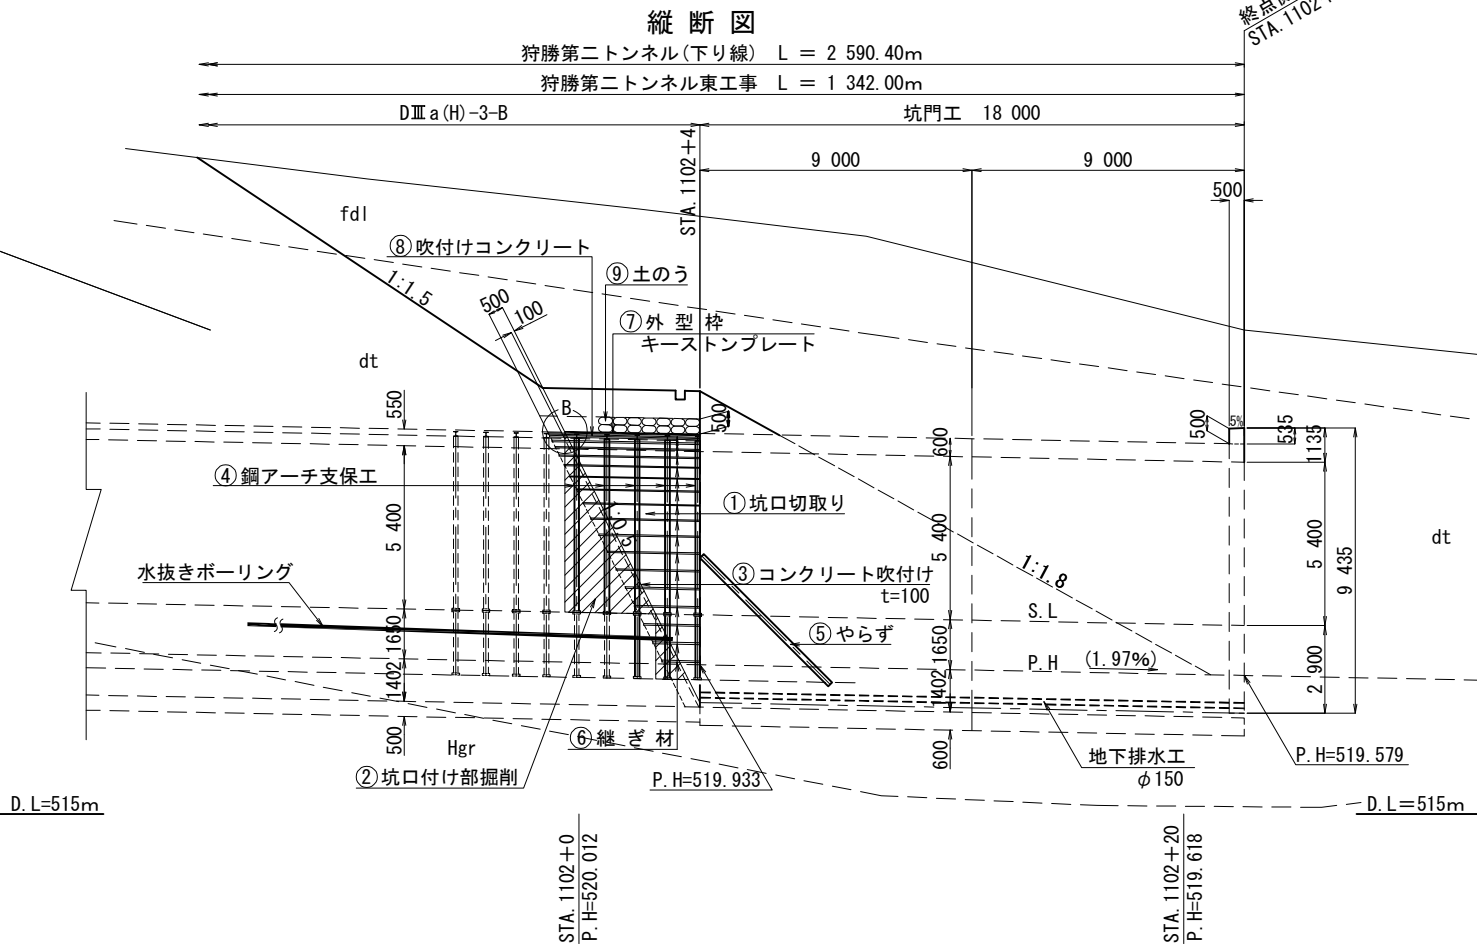 縦断図
終点
STA.1102+
狩勝第二トンネル(下り線) L = 2 590.40m
狩勝第二トンネル東工事 L = 1 342.00m
DⅢa(H)-3-B
坑門工 18 000
STA.1102+4
9 000
9 000
500
fdl
⑧吹付けコンクリート
⑨土のう
1:1.5
500
100
⑦外型枠
キーストンプレート
dt
550
B
500
600
500
5%
535
1135
④鋼アーチ支保工
①坑口切取り
5 400
1:0.5
5 400
5 400
9 435
dt
水抜きボーリング
③コンクリート吹付け
t=100
1:1.8
S.L
⑤やらず
1650
1650
P.H (1.97%)
2 900
1402
1402
500
Hgr
⑥継ぎ材
600
地下排水工
φ150
P.H=519.579
②坑口付け部掘削
P.H=519.933
D.L=515m
D.L=515m
STA.1102+0
P.H=520.012
STA.1102+20
P.H=519.618